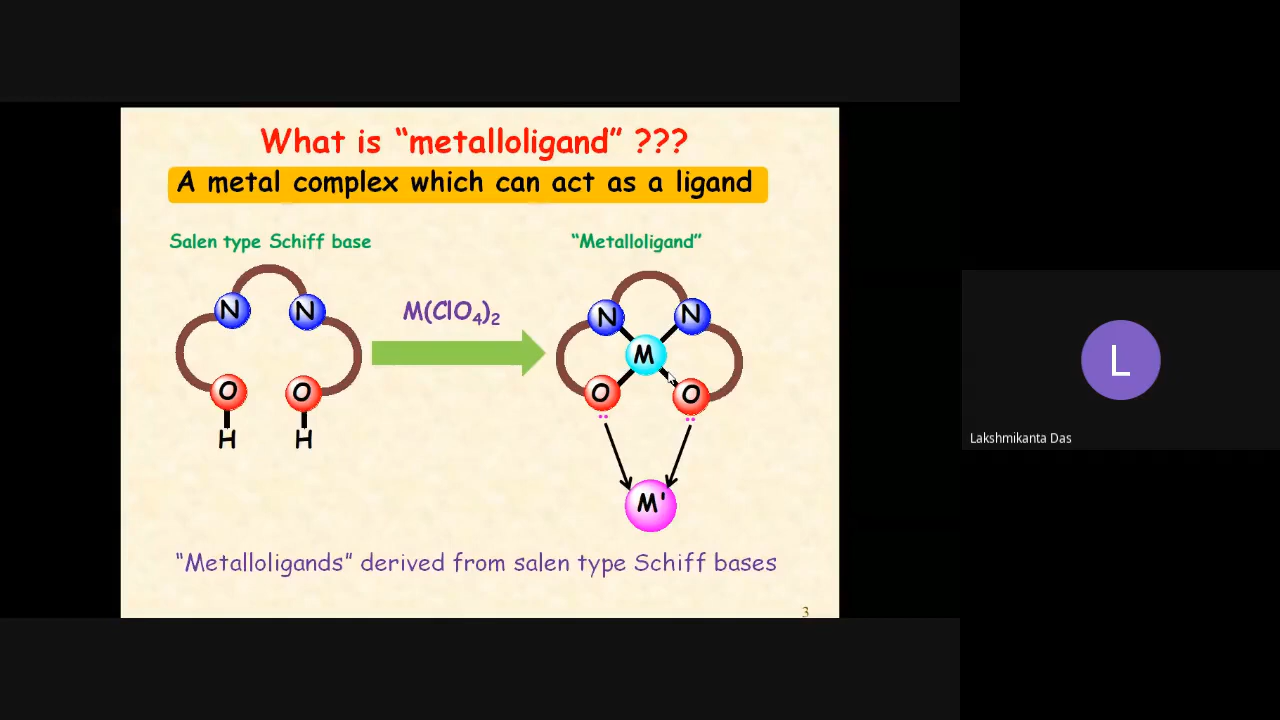 What is “metalloligand” ???
A metal complex which can act as a ligand
Salen type Schiff base
“Metalloligand”
N N
M(ClO₄)₂
N N
M
O O
O O
H H
M'
“Metalloligands” derived from salen type Schiff bases
3
L
Lakshmikanta Das